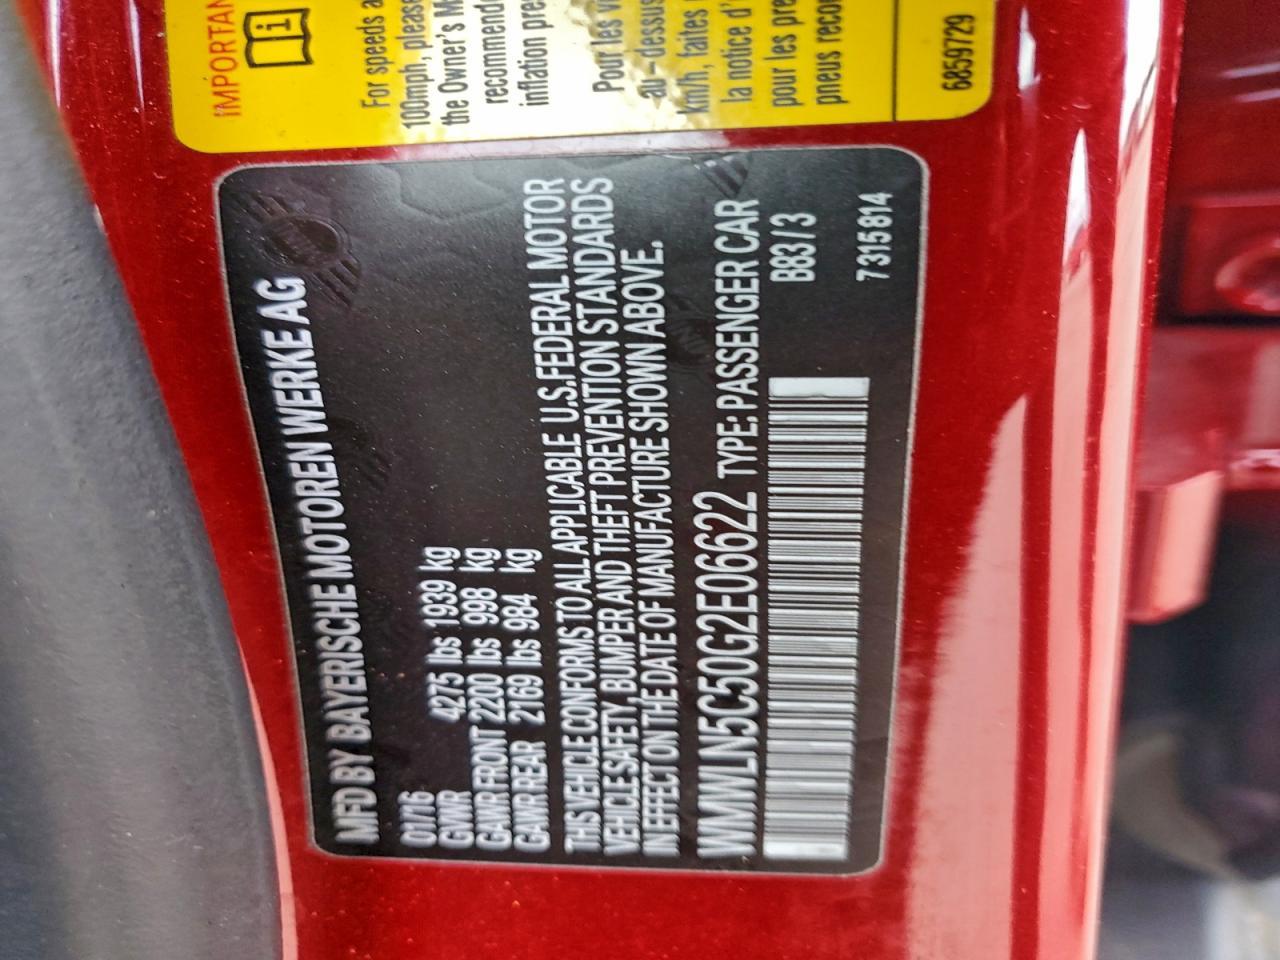 IMPORTAN
For speeds a
100mph, please
the Owner's M
recommende
inflation pre
Pour les v
au-dessus
km/h, faites
la notice d'
pour les pre
pneus reco
6859729
MFD BY BAYERISCHE MOTOREN WERKE AG
01/16
GVWR 4275 lbs 1939 kg
GAWR FRONT 2200 lbs 998 kg
GAWR REAR 2169 lbs 984 kg
THIS VEHICLE CONFORMS TO ALL APPLICABLE U.S.FEDERAL MOTOR
VEHICLE SAFETY, BUMPER AND THEFT PREVENTION STANDARDS
IN EFFECT ON THE DATE OF MANUFACTURE SHOWN ABOVE.
WMWLN5C50G2E06622 TYPE: PASSENGER CAR
B83/3
7315814